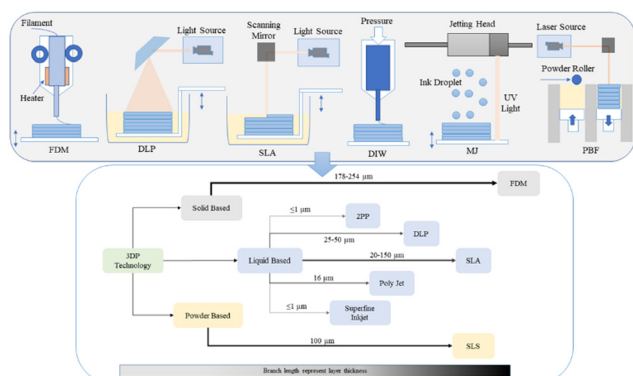 Filament
Heater
FDM
Light Source
DLP
Scanning
Mirror
Light Source
SLA
Pressure
DIW
Jetting Head
Ink Droplet
UV
Light
MJ
Laser Source
Powder Roller
PBF
178-254 µm
FDM
Solid Based
≤1 µm
2PP
25-50 µm
DLP
3DP
Technology
Liquid Based
20-150 µm
SLA
16 µm
Poly Jet
≤1 µm
Superfine
Inkjet
Powder Based
100 µm
SLS
Branch length represent layer thickness